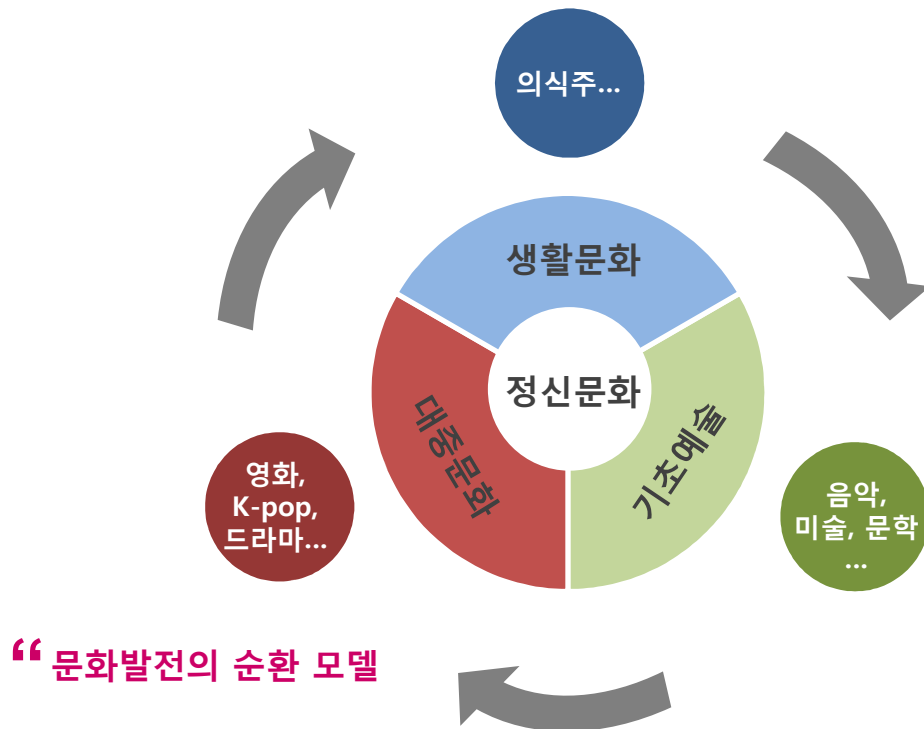 의식주...
생활문화
정신문화
대중문화
기초예술
영화,
K-pop,
드라마...
음악,
미술, 문학
...
“ 문화발전의 순환 모델